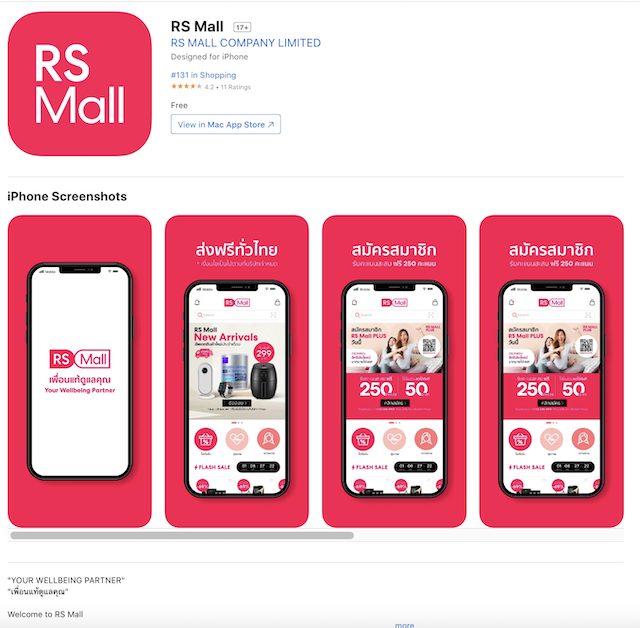 RS
Mall
RS Mall 17+
RS MALL COMPANY LIMITED
Designed for iPhone
#131 in Shopping
4.2 • 11 Ratings
Free
View in Mac App Store ↗
iPhone Screenshots
RS Mall
เพื่อนแท้ดูแลคุณ
Your Wellbeing Partner
ส่งฟรีทั่วไทย
RS Mall
Search
RS Mall
New Arrivals
299
FLASH SALE
01 : 08 : 27 : 22
-69%
สมัครสมาชิก
รับคะแนนสะสม ฟรี 250 คะแนน
RS Mall
Search
สมัครสมาชิก
RS Mall PLUS
วันนี้
250
50
FLASH SALE
01 : 08 : 27 : 22
-69%
สมัครสมาชิก
รับคะแนนสะสม ฟรี 250 คะแนน
RS Mall
Search
สมัครสมาชิก
RS Mall PLUS
วันนี้
250
50
FLASH SALE
01 : 08 : 27 : 22
-69%
"YOUR WELLBEING PARTNER"
"เพื่อนแท้ดูแลคุณ"
Welcome to RS Mall
more